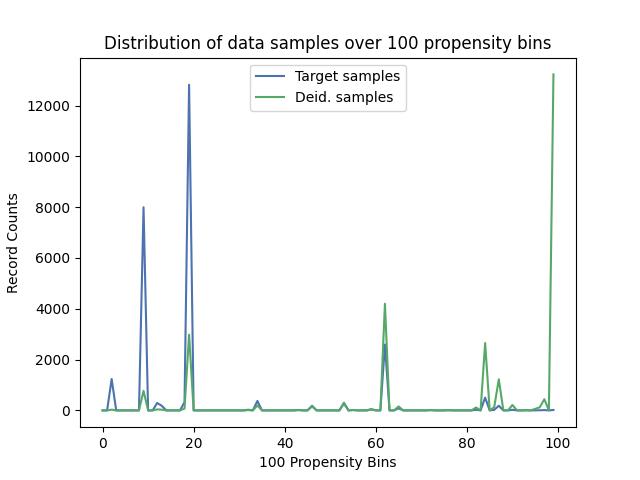 Distribution of data samples over 100 propensity bins
Target samples
Deid. samples
12000
10000
8000
6000
4000
2000
0
Record Counts
0 20 40 60 80 100
100 Propensity Bins